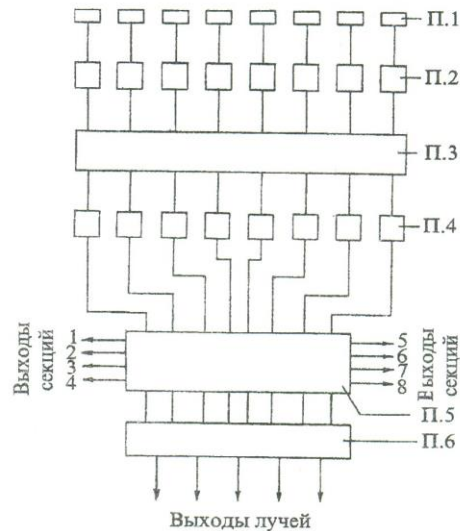 П.1
П.2
П.3
П.4
Выходы секций
1
2
3
4
5
6
7
8
Выходы секций
П.5
П.6
Выходы лучей